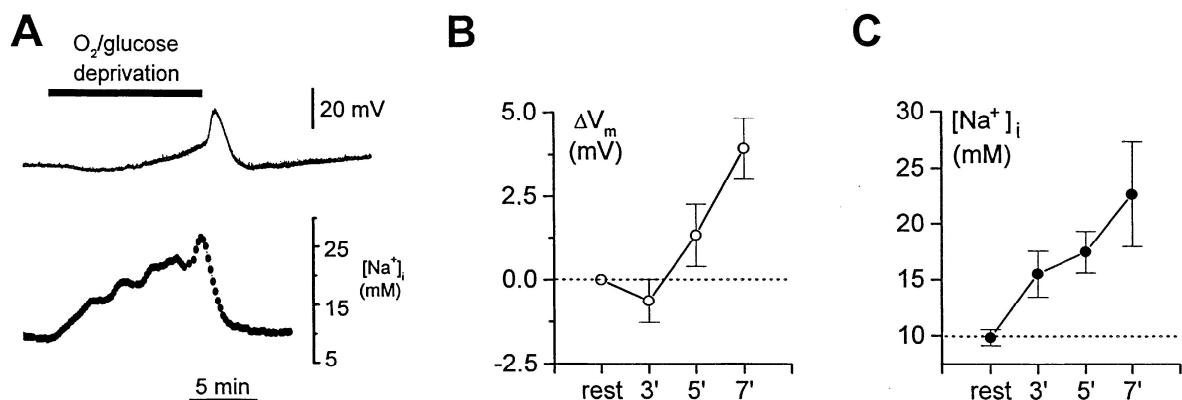 A
O₂/glucose
deprivation
20 mV
25
15
5
[Na⁺]ᵢ
(mM)
5 min
B
5.0
2.5
0.0
-2.5
ΔVₘ
(mV)
rest 3' 5' 7'
C
30
25
20
15
10
[Na⁺]ᵢ
(mM)
rest 3' 5' 7'